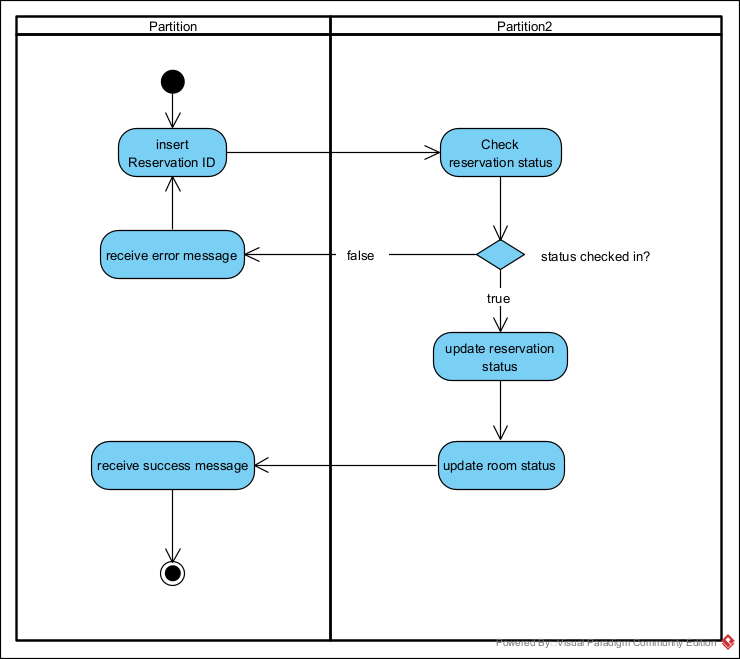 Partition
Partition2
insert
Reservation ID
Check
reservation status
receive error message
false
status checked in?
true
update reservation
status
receive success message
update room status
Powered By: Visual Paradigm Community Edition